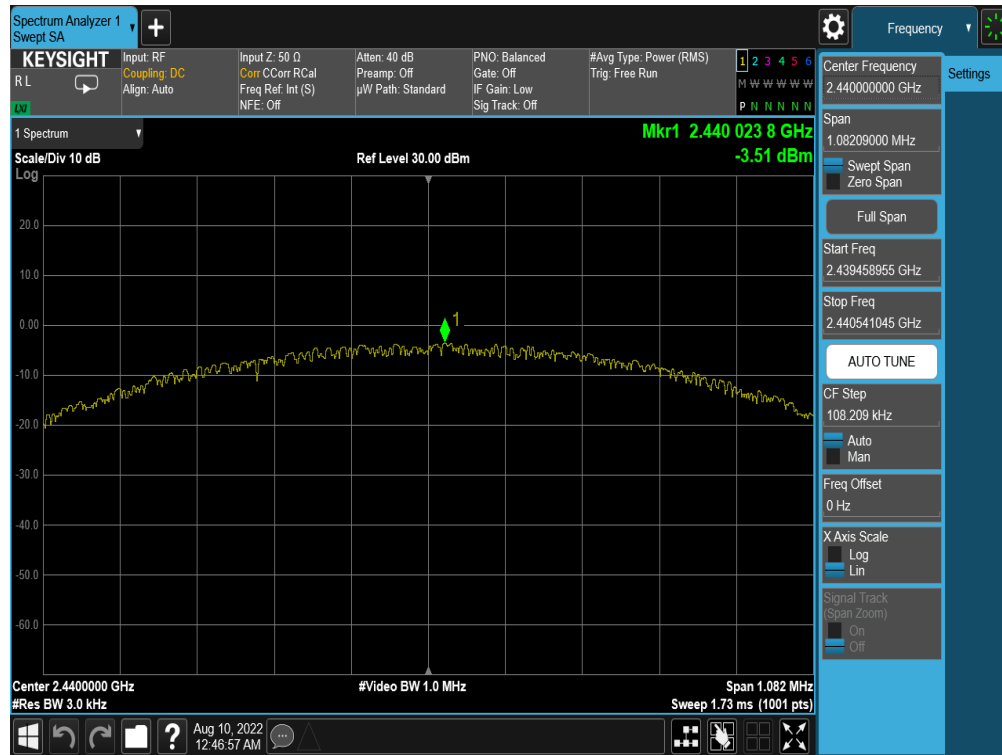 Spectrum Analyzer 1
Swept SA
Frequency
KEYSIGHT
R L
LXI
Input: RF
Coupling: DC
Align: Auto
Input Z: 50 Ω
Corr CCorr RCal
Freq Ref: Int (S)
NFE: Off
Atten: 40 dB
Preamp: Off
µW Path: Standard
PNO: Balanced
Gate: Off
IF Gain: Low
Sig Track: Off
#Avg Type: Power (RMS)
Trig: Free Run
1 2 3 4 5 6
M W W W W W
P N N N N N
1 Spectrum
Scale/Div 10 dB
Log
Ref Level 30.00 dBm
Mkr1 2.440 023 8 GHz
-3.51 dBm
20.0
10.0
0.00
-10.0
-20.0
-30.0
-40.0
-50.0
-60.0
1
Center 2.4400000 GHz
#Video BW 1.0 MHz
Span 1.082 MHz
#Res BW 3.0 kHz
Sweep 1.73 ms (1001 pts)
Center Frequency
2.440000000 GHz
Settings
Span
1.08209000 MHz
Swept Span
Zero Span
Full Span
Start Freq
2.439458955 GHz
Stop Freq
2.440541045 GHz
AUTO TUNE
CF Step
108.209 kHz
Auto
Man
Freq Offset
0 Hz
X Axis Scale
Log
Lin
Signal Track
(Span Zoom)
On
Off
?
Aug 10, 2022
12:46:57 AM